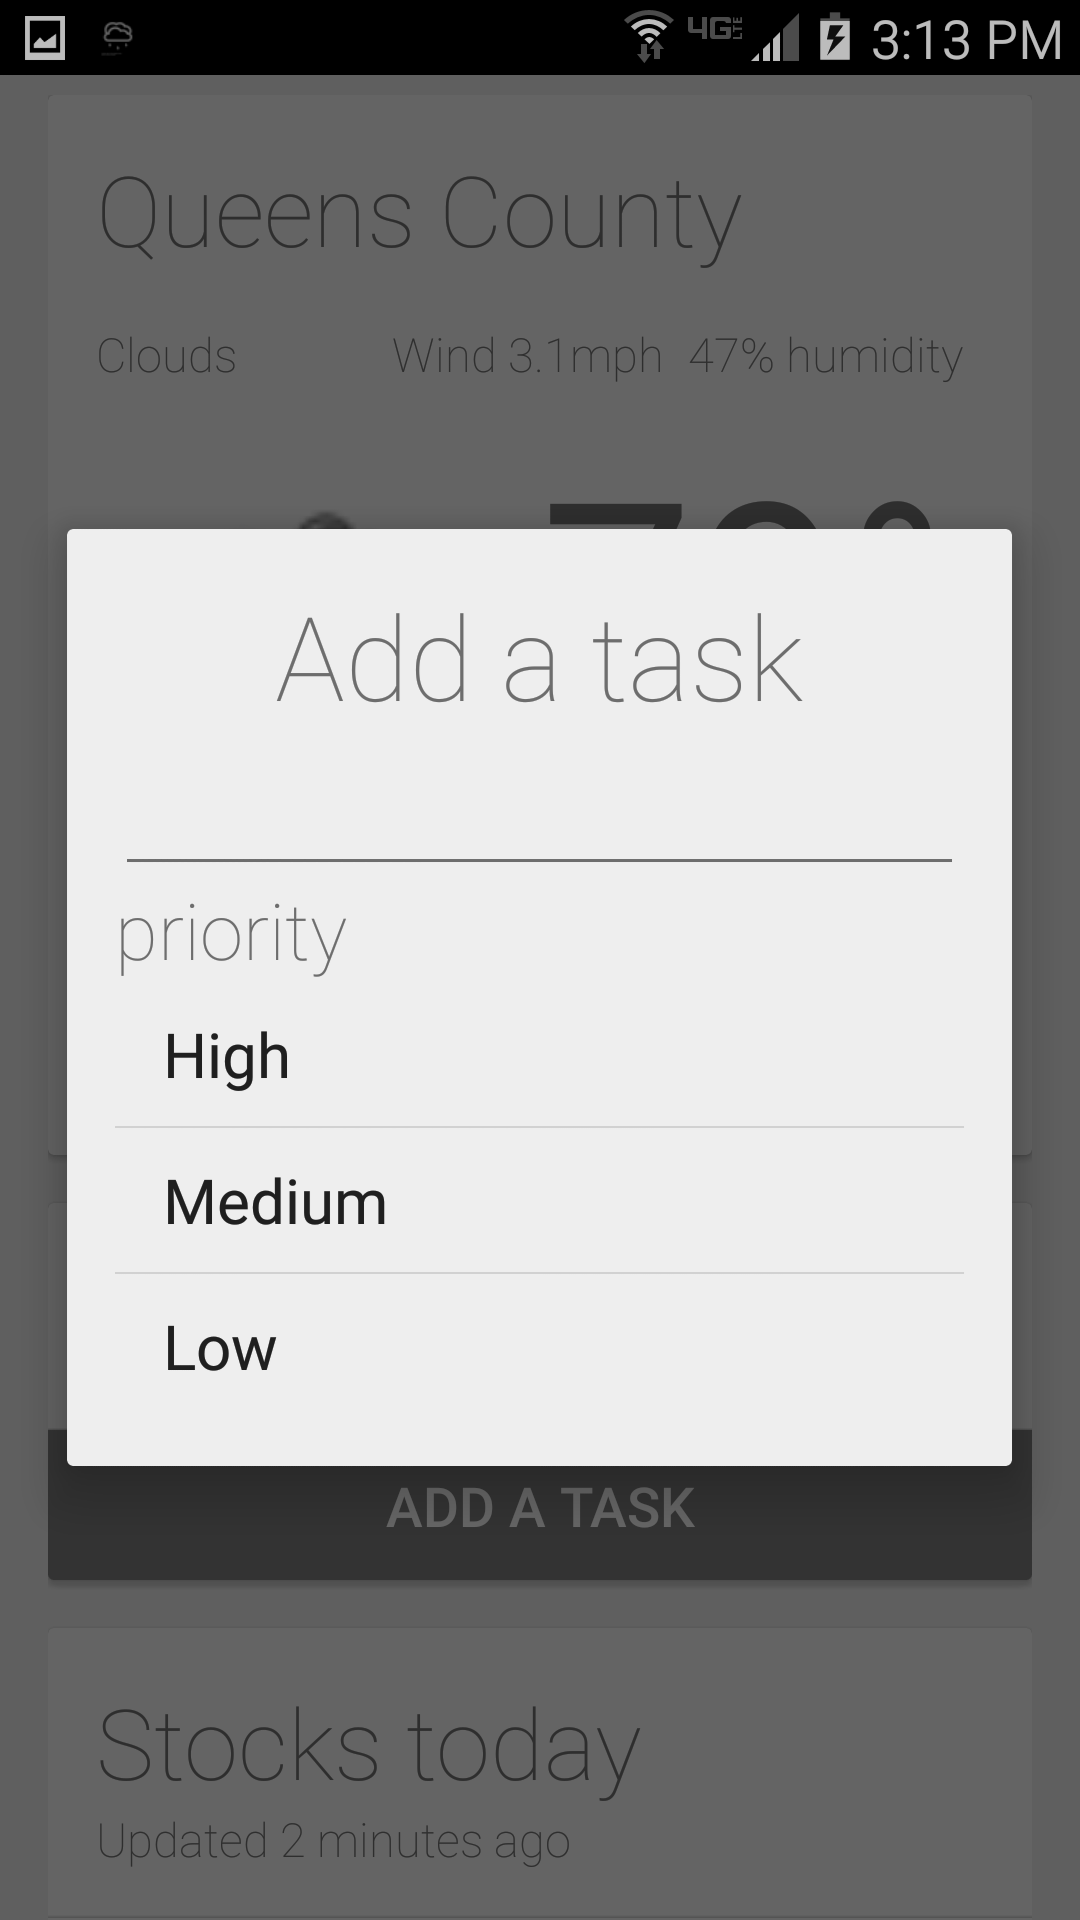 4G LTE 3:13 PM
Queens County
Clouds Wind 3.1mph 47% humidity
Add a task
priority
High
Medium
Low
ADD A TASK
Stocks today
Updated 2 minutes ago